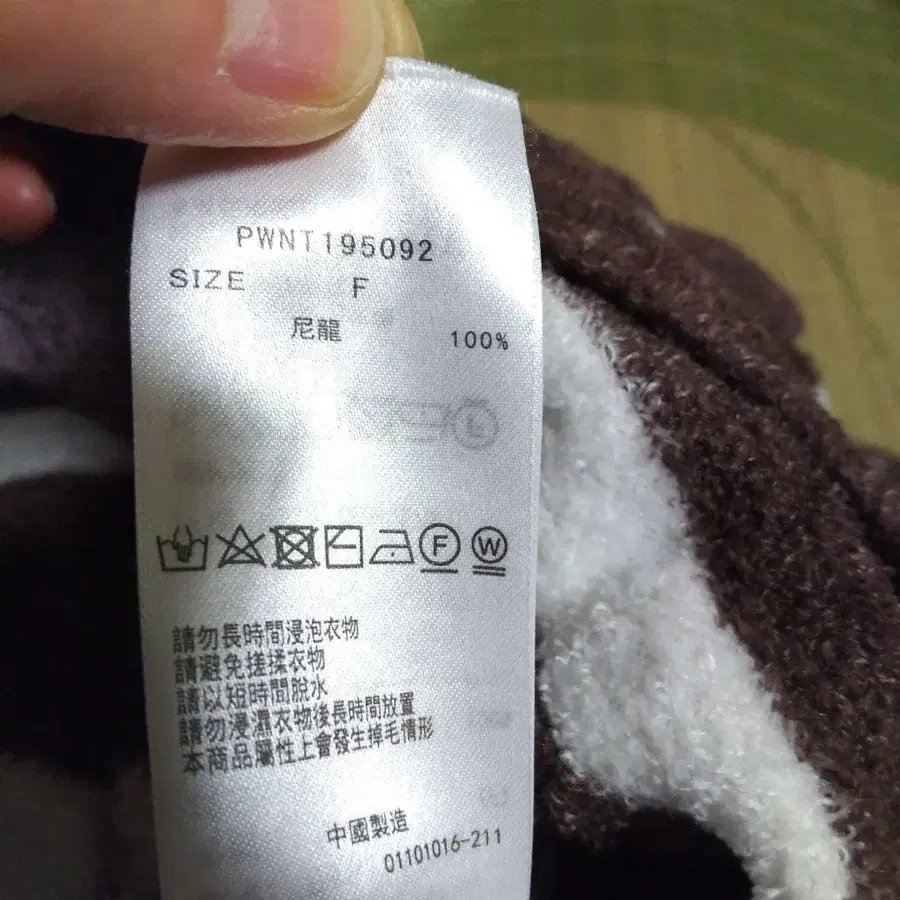 PWNT195092
SIZE F
尼龍 100%
F W
請勿長時間浸泡衣物
請避免搓揉衣物
請以短時間脫水
請勿浸濕衣物後長時間放置
本商品屬性上會發生掉毛情形
中國製造
01101016-211